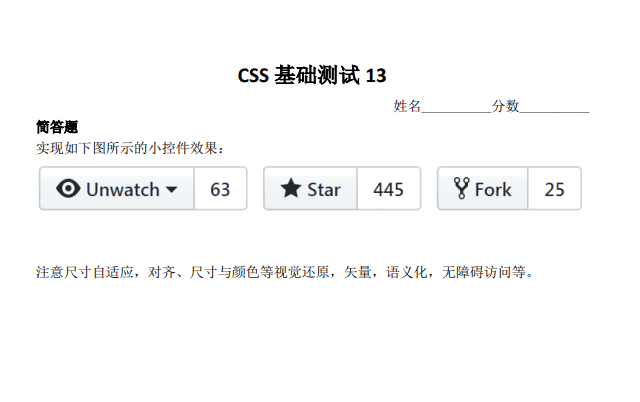 CSS 基础测试 13
姓名__________分数__________
简答题
实现如下图所示的小控件效果：
Unwatch 63 Star 445 Fork 25
注意尺寸自适应，对齐、尺寸与颜色等视觉还原，矢量，语义化，无障碍访问等。